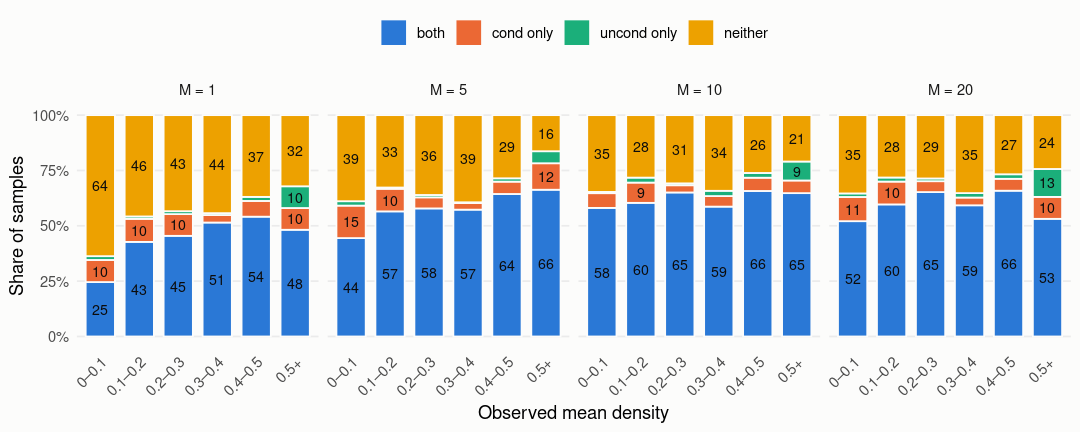 both cond only uncond only neither
M = 1 M = 5 M = 10 M = 20
Share of samples
100%
75%
50%
25%
0%
64 46 43 44 37 32
10 10 10 10 10
25 43 45 51 54 48
39 33 36 39 29 16
15 10 12
44 57 58 57 64 66
35 28 31 34 26 21
9 9
58 60 65 59 66 65
35 28 29 35 27 24
11 10 13 10
52 60 65 59 66 53
0–0.1 0.1–0.2 0.2–0.3 0.3–0.4 0.4–0.5 0.5+
0–0.1 0.1–0.2 0.2–0.3 0.3–0.4 0.4–0.5 0.5+
0–0.1 0.1–0.2 0.2–0.3 0.3–0.4 0.4–0.5 0.5+
0–0.1 0.1–0.2 0.2–0.3 0.3–0.4 0.4–0.5 0.5+
Observed mean density